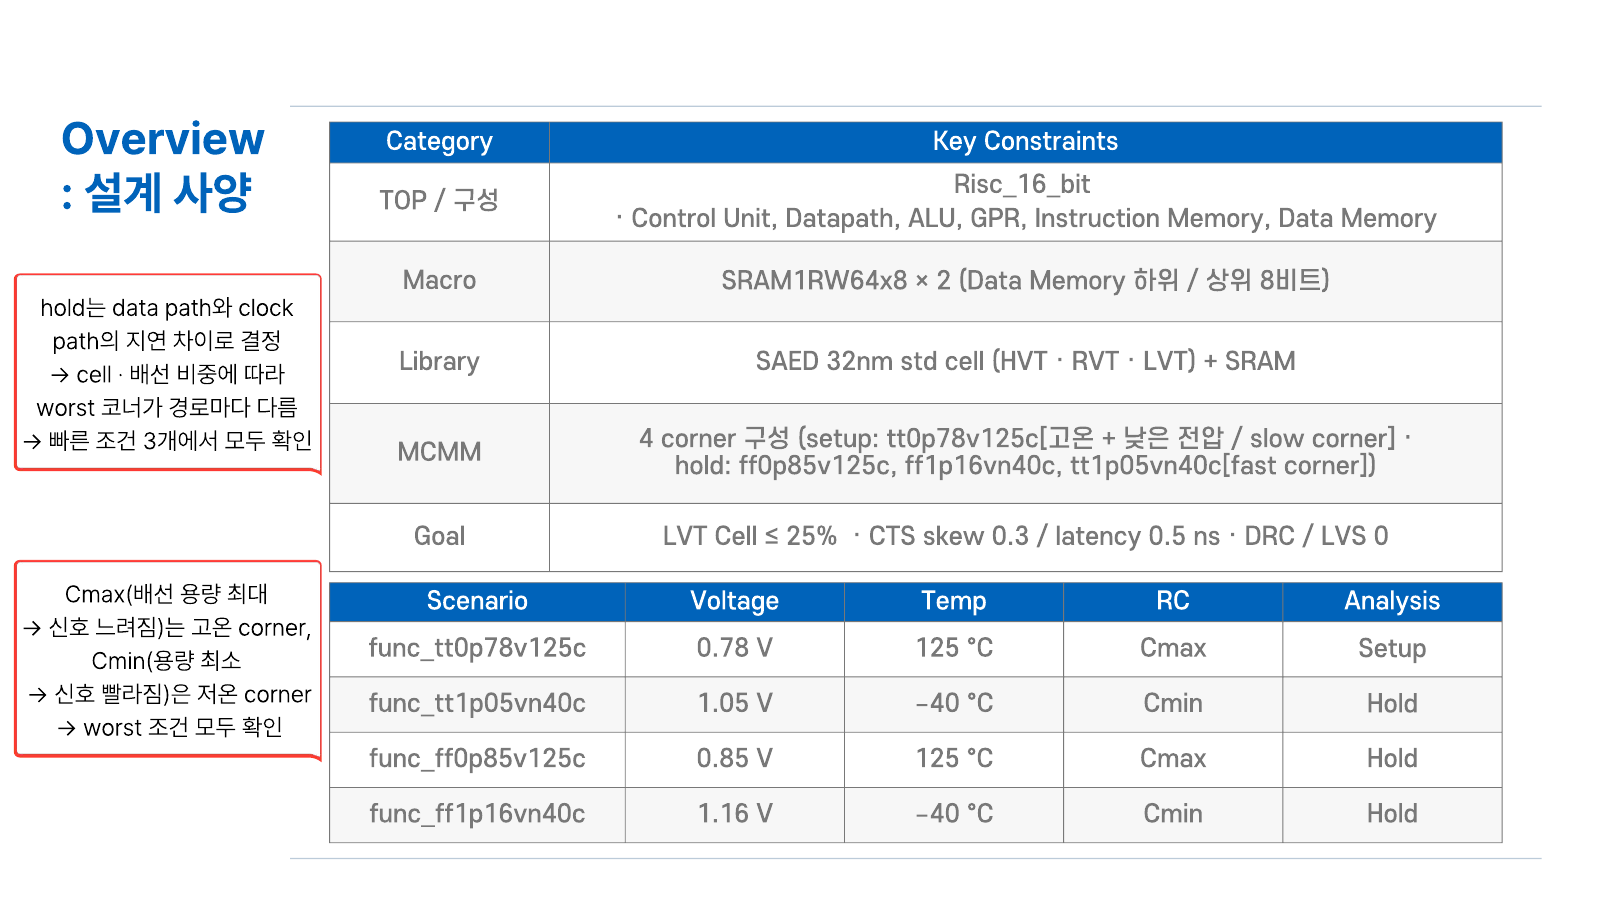 Overview
: 설계 사양
hold는 data path와 clock
path의 지연 차이로 결정
→ cell · 배선 비중에 따라
worst 코너가 경로마다 다름
→ 빠른 조건 3개에서 모두 확인
Cmax(배선 용량 최대
→ 신호 느려짐)는 고온 corner,
Cmin(용량 최소
→ 신호 빨라짐)은 저온 corner
→ worst 조건 모두 확인
Category Key Constraints
TOP / 구성 Risc_16_bit
· Control Unit, Datapath, ALU, GPR, Instruction Memory, Data Memory
Macro SRAM1RW64x8 × 2 (Data Memory 하위 / 상위 8비트)
Library SAED 32nm std cell (HVT · RVT · LVT) + SRAM
MCMM 4 corner 구성 (setup: tt0p78v125c[고온 + 낮은 전압 / slow corner] ·
hold: ff0p85v125c, ff1p16vn40c, tt1p05vn40c[fast corner])
Goal LVT Cell ≤ 25% · CTS skew 0.3 / latency 0.5 ns · DRC / LVS 0
Scenario Voltage Temp RC Analysis
func_tt0p78v125c 0.78 V 125 °C Cmax Setup
func_tt1p05vn40c 1.05 V −40 °C Cmin Hold
func_ff0p85v125c 0.85 V 125 °C Cmax Hold
func_ff1p16vn40c 1.16 V −40 °C Cmin Hold